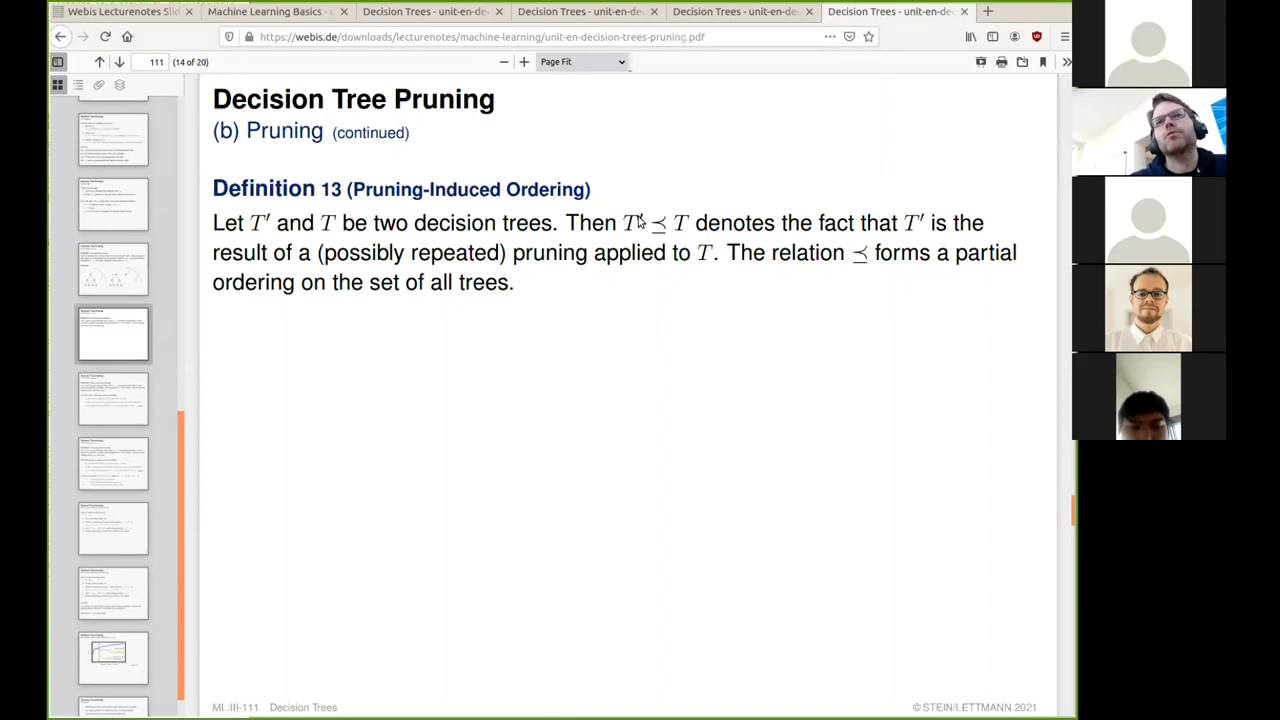 Webis Lecturenotes Slid
Machine Learning Basics - u
Decision Trees - unit-en-de
Decision Trees - unit-en-de
Decision Trees - unit-en-de
Decision Trees - unit-en-de
https://webis.de/downloads/lecturenotes/machine-learning/unit-en-decision-trees-pruning.pdf
111 (14 of 20)
Page Fit
Decision Tree Pruning
(b) Pruning (continued)
Definition 13 (Pruning-Induced Ordering)
Let T′ and T be two decision trees. Then T′ ⪯ T denotes the fact that T′ is the
result of a (possibly repeated) pruning applied to T. The relation ⪯ forms a partial
ordering on the set of all trees.
ML:III-111 Decision Trees
© STEIN/LETTMANN 2021